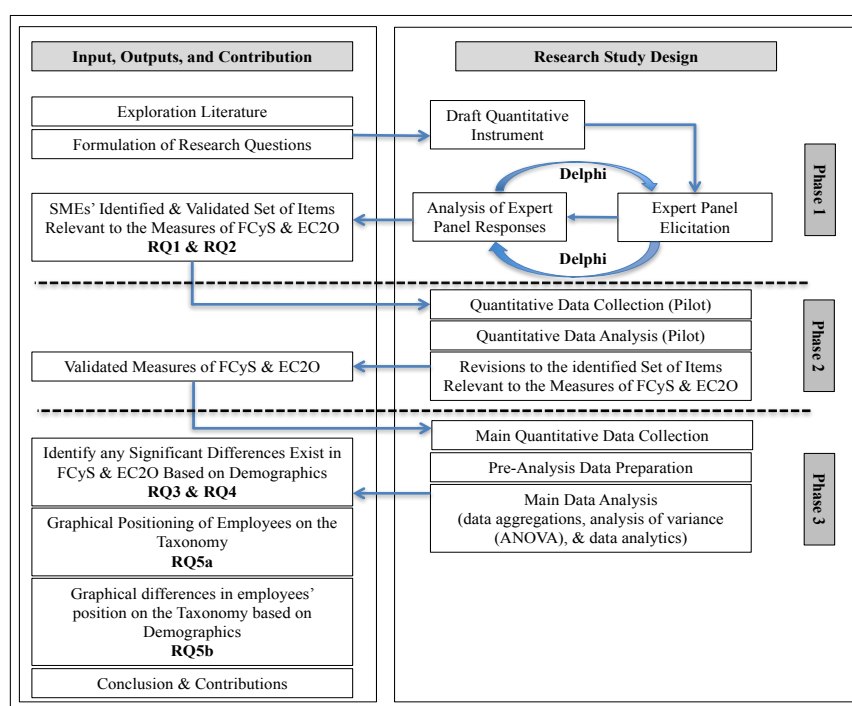 Input, Outputs, and Contribution
Research Study Design
Exploration Literature
Formulation of Research Questions
Draft Quantitative
Instrument
Delphi
SMEs' Identified & Validated Set of Items
Relevant to the Measures of FCyS & EC2O
RQ1 & RQ2
Analysis of Expert
Panel Responses
Expert Panel
Elicitation
Delphi
Phase 1
Quantitative Data Collection (Pilot)
Quantitative Data Analysis (Pilot)
Validated Measures of FCyS & EC2O
Revisions to the identified Set of Items
Relevant to the Measures of FCyS & EC2O
Phase 2
Main Quantitative Data Collection
Identify any Significant Differences Exist in
FCyS & EC2O Based on Demographics
RQ3 & RQ4
Pre-Analysis Data Preparation
Main Data Analysis
(data aggregations, analysis of variance
(ANOVA), & data analytics)
Phase 3
Graphical Positioning of Employees on the
Taxonomy
RQ5a
Graphical differences in employees'
position on the Taxonomy based on
Demographics
RQ5b
Conclusion & Contributions